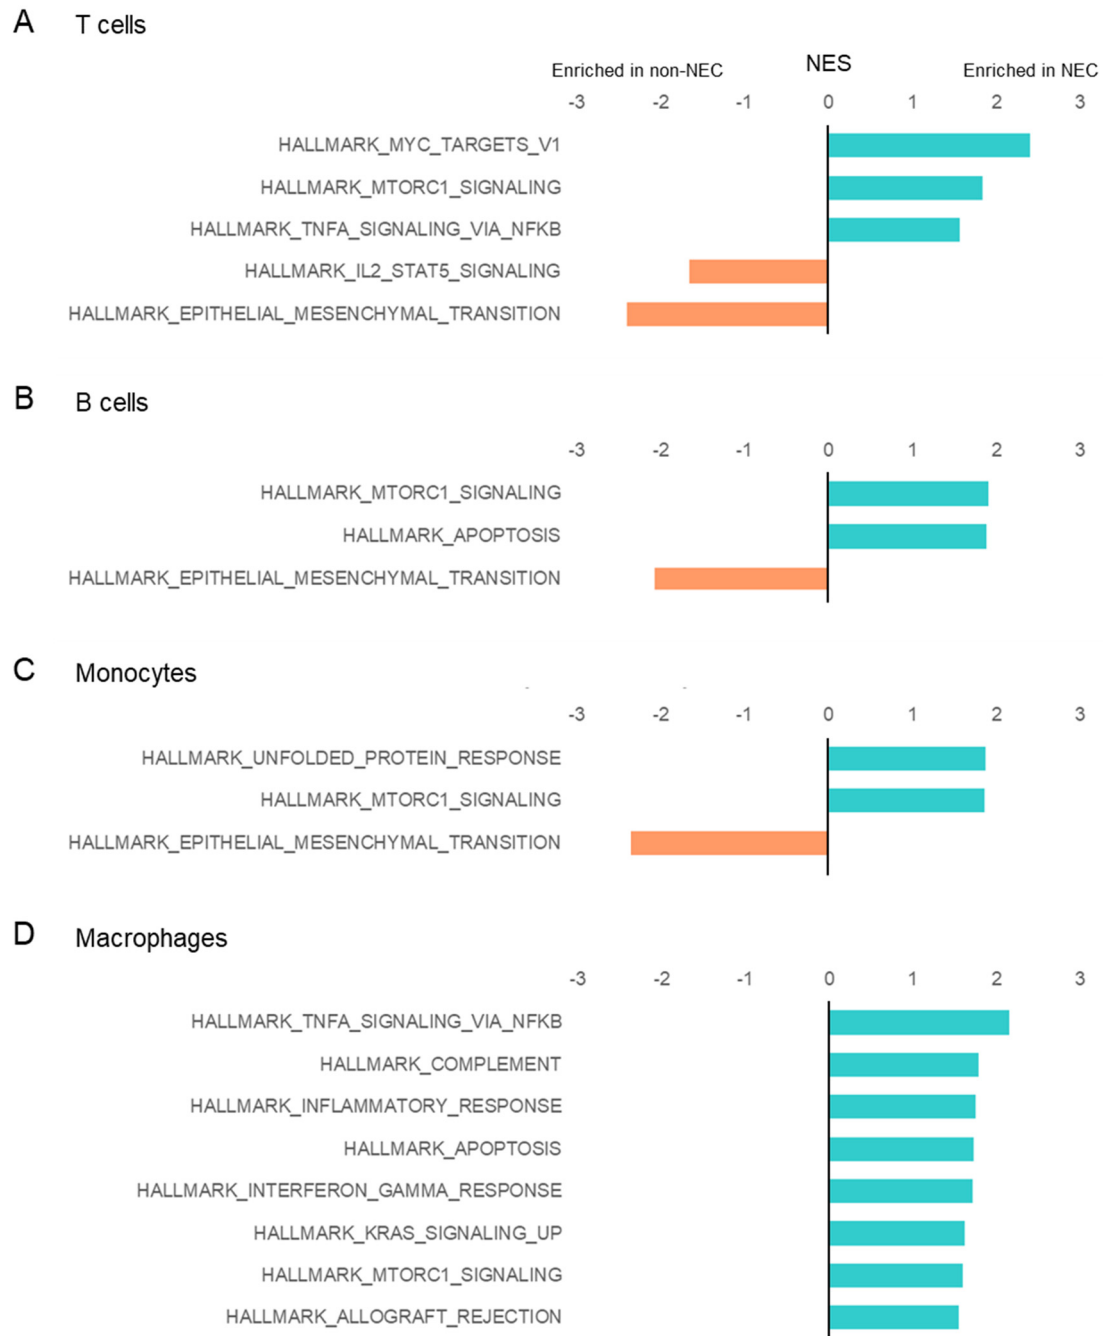 A T cells
Enriched in non-NEC NES Enriched in NEC
-3 -2 -1 0 1 2 3
HALLMARK_MYC_TARGETS_V1
HALLMARK_MTORC1_SIGNALING
HALLMARK_TNFA_SIGNALING_VIA_NFKB
HALLMARK_IL2_STAT5_SIGNALING
HALLMARK_EPITHELIAL_MESENCHYMAL_TRANSITION
B B cells
-3 -2 -1 0 1 2 3
HALLMARK_MTORC1_SIGNALING
HALLMARK_APOPTOSIS
HALLMARK_EPITHELIAL_MESENCHYMAL_TRANSITION
C Monocytes
-3 -2 -1 0 1 2 3
HALLMARK_UNFOLDED_PROTEIN_RESPONSE
HALLMARK_MTORC1_SIGNALING
HALLMARK_EPITHELIAL_MESENCHYMAL_TRANSITION
D Macrophages
-3 -2 -1 0 1 2 3
HALLMARK_TNFA_SIGNALING_VIA_NFKB
HALLMARK_COMPLEMENT
HALLMARK_INFLAMMATORY_RESPONSE
HALLMARK_APOPTOSIS
HALLMARK_INTERFERON_GAMMA_RESPONSE
HALLMARK_KRAS_SIGNALING_UP
HALLMARK_MTORC1_SIGNALING
HALLMARK_ALLOGRAFT_REJECTION